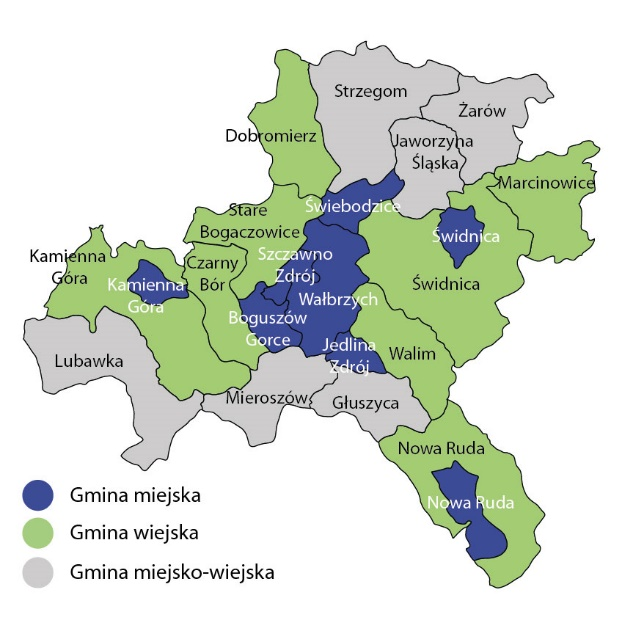 Strzegom
Żarów
Dobromierz
Jaworzyna
Śląska
Marcinowice
Świebodzice
Stare
Bogaczowice
Świdnica
Szczawno
Zdrój
Kamienna
Góra
Czarny
Bór
Kamienna
Góra
Świdnica
Wałbrzych
Boguszów
Gorce
Jedlina
Zdrój
Walim
Lubawka
Mieroszów
Głuszyca
Nowa Ruda
Nowa Ruda
Gmina miejska
Gmina wiejska
Gmina miejsko-wiejska